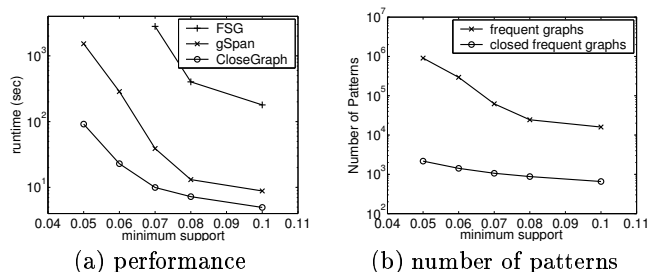 FSG
gSpan
CloseGraph
10^3
10^2
10^1
runtime (sec)
0.04 0.05 0.06 0.07 0.08 0.09 0.1 0.11
minimum support
(a) performance
frequent graphs
closed frequent graphs
10^7
10^6
10^5
10^4
10^3
10^2
Number of Patterns
0.04 0.05 0.06 0.07 0.08 0.09 0.1 0.11
minimum support
(b) number of patterns